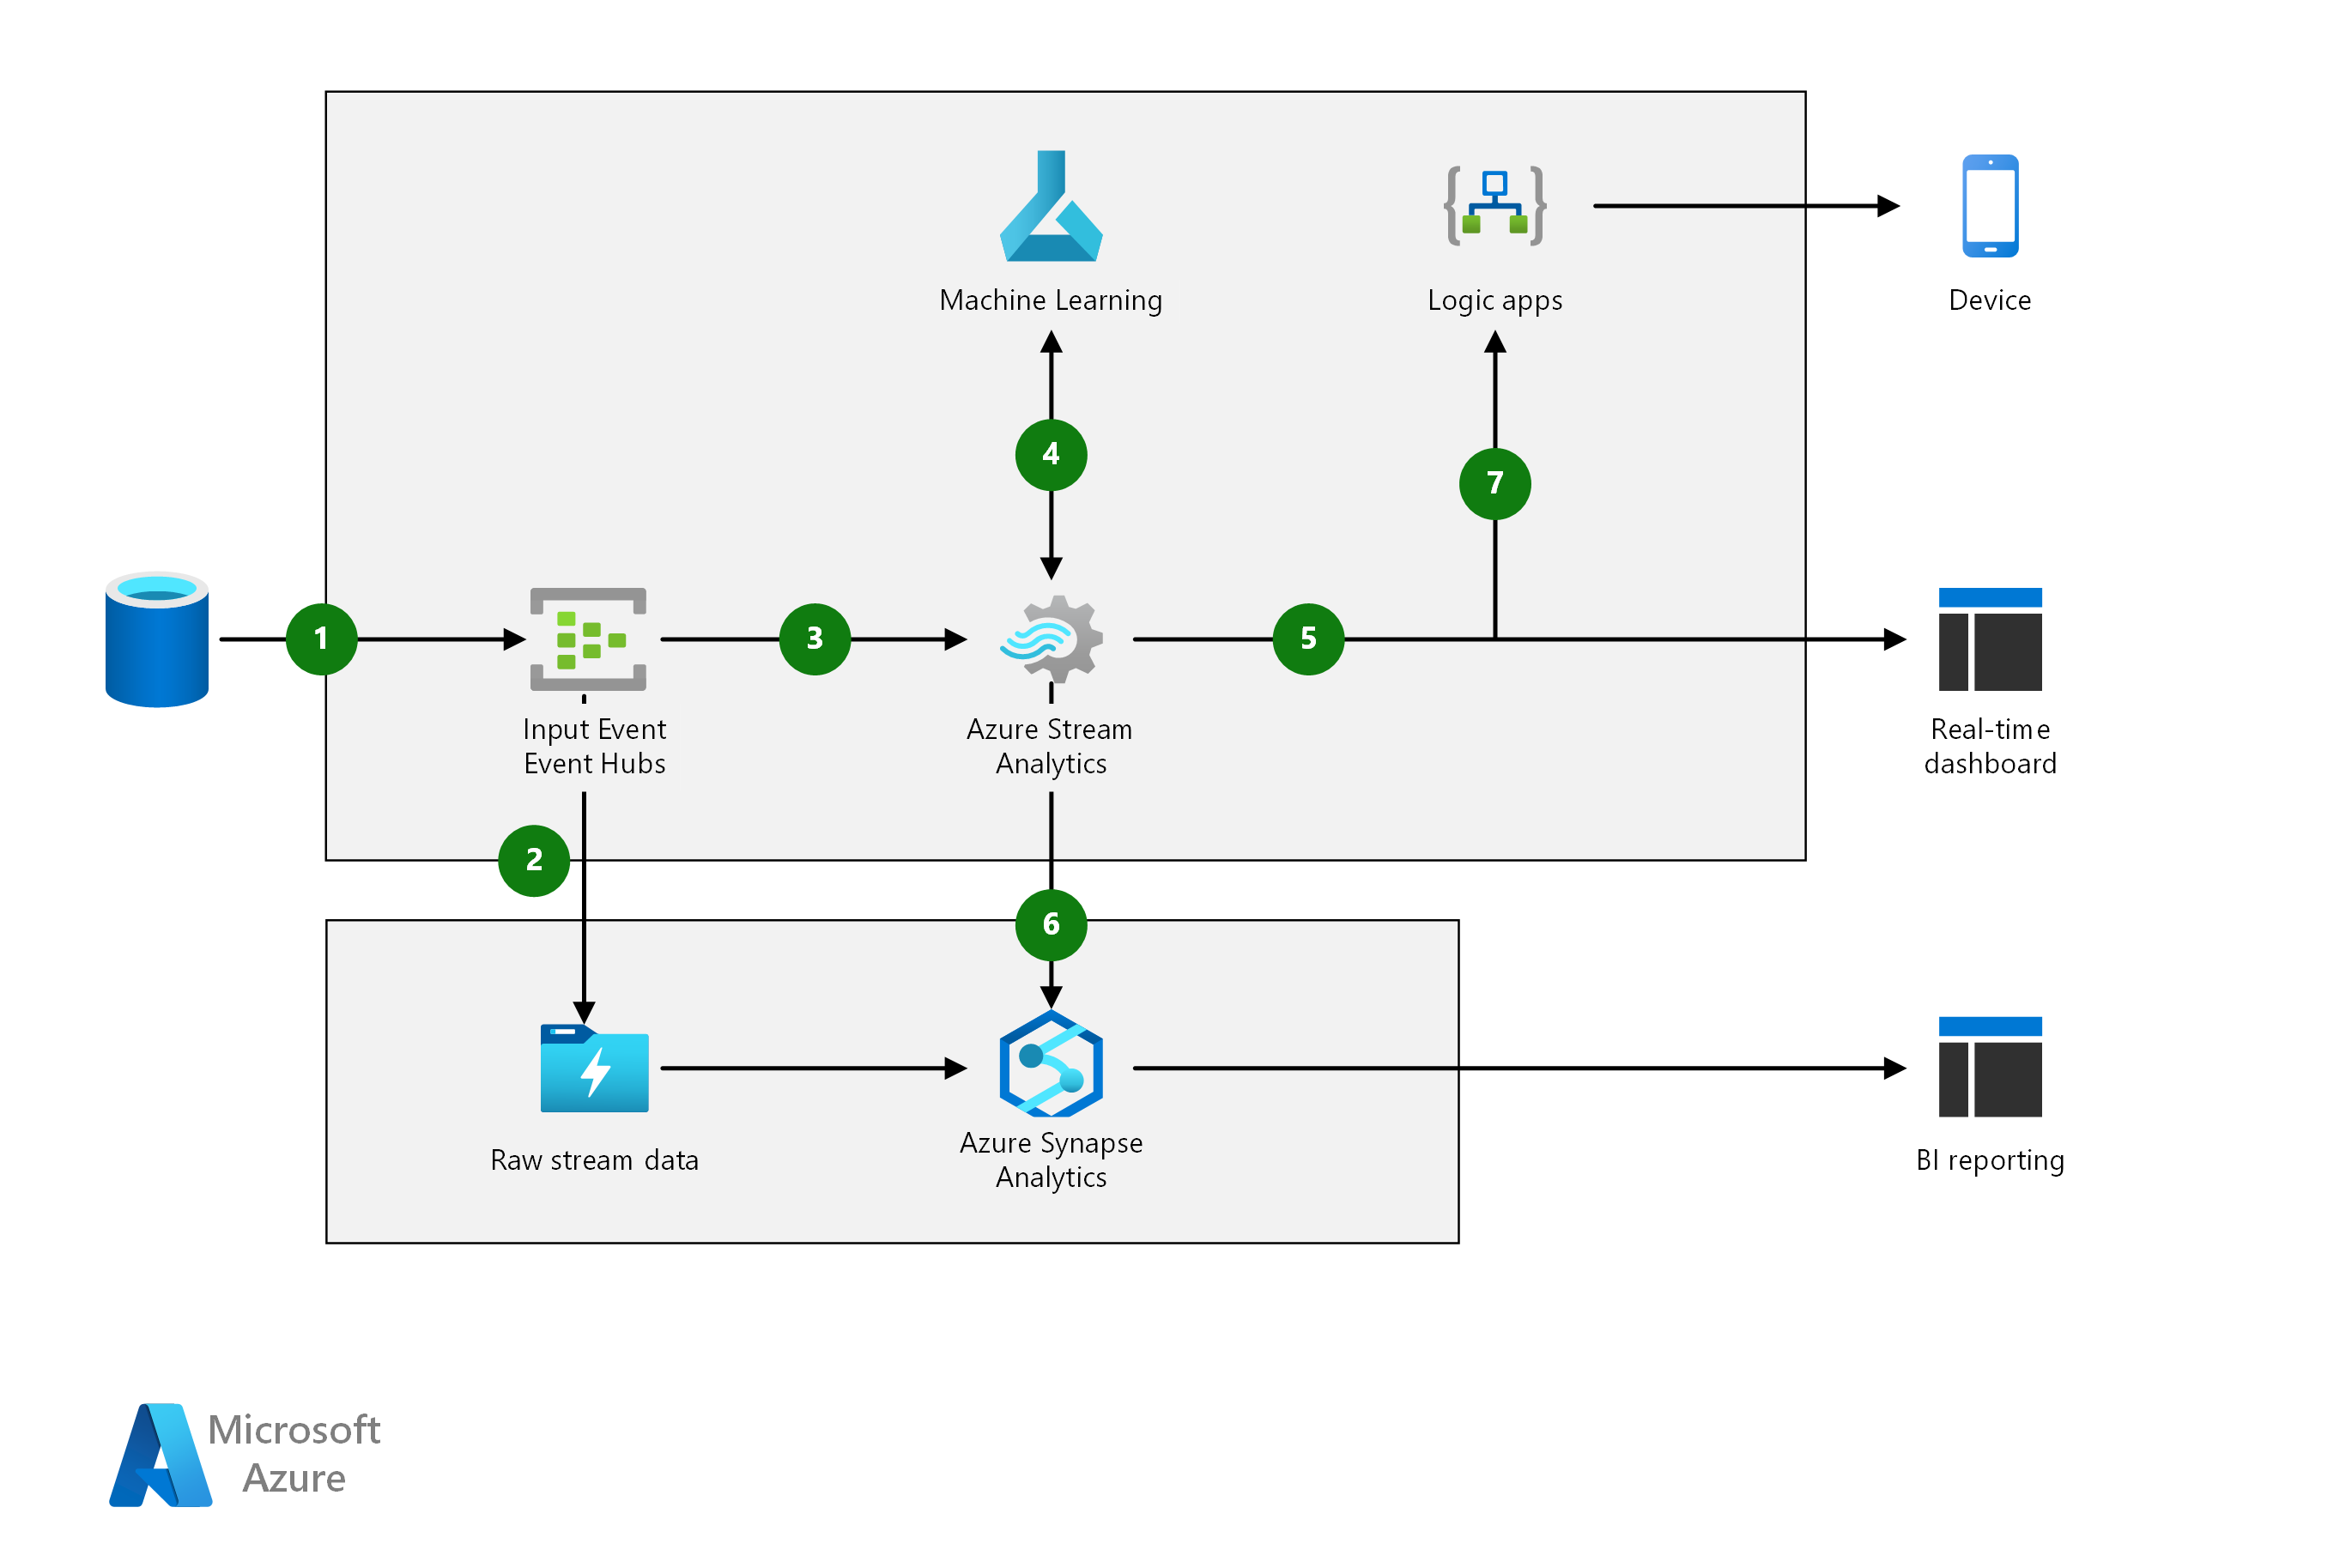 Machine Learning
Logic apps
Device
4
7
1
3
5
Input Event
Event Hubs
Azure Stream
Analytics
Real-time
dashboard
2
6
Raw stream data
Azure Synapse
Analytics
BI reporting
Microsoft
Azure